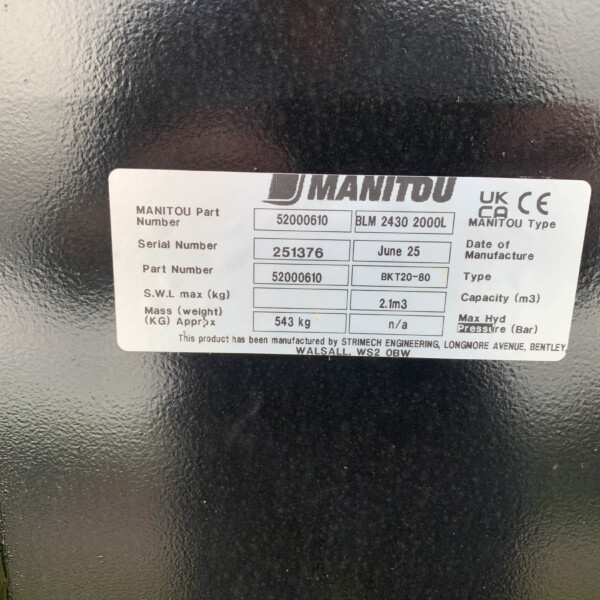 MANITOU
UK CA CE
MANITOU Part Number 52000610 BLM 2430 2000L MANITOU Type
Serial Number 251376 June 25 Date of Manufacture
Part Number 52000610 BKT20-80 Type
S.W.L max (kg) 2.1m3 Capacity (m3)
Mass (weight) (KG) Approx 543 kg n/a Max Hyd Pressure (Bar)
This product has been manufactured by STRIMECH ENGINEERING, LONGMORE AVENUE, BENTLEY,
WALSALL, WS2 0BW